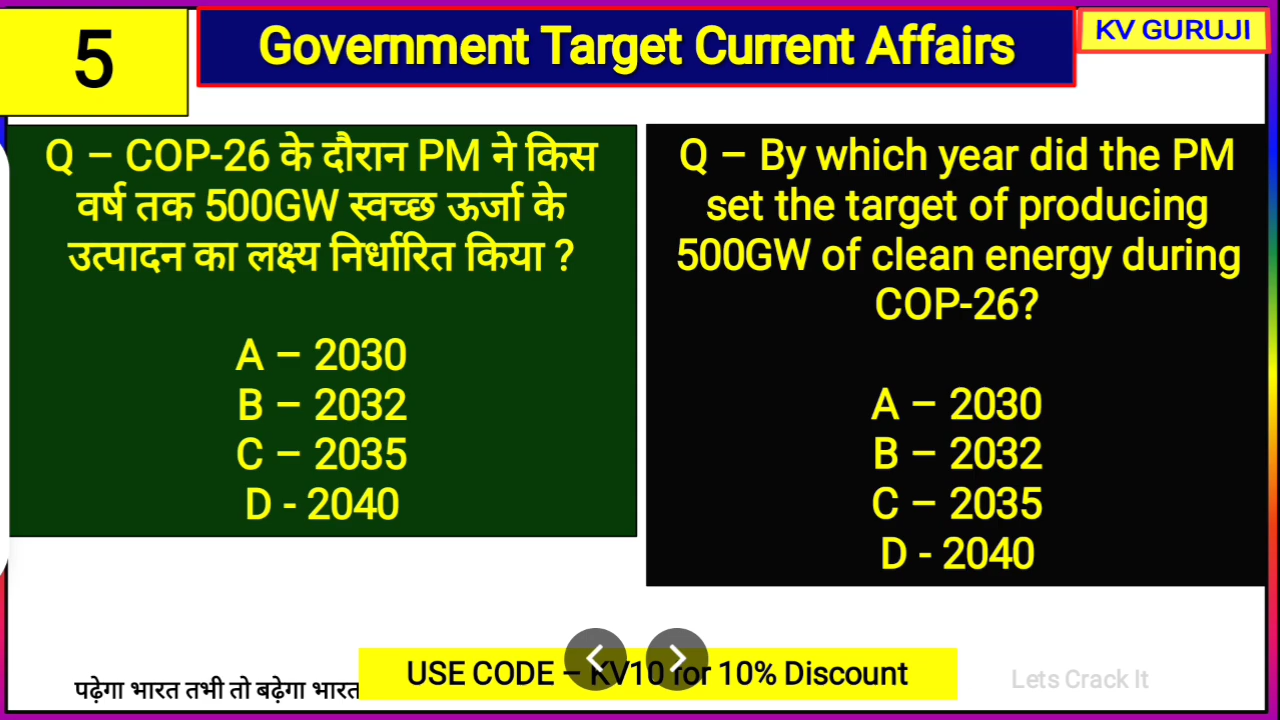 5
Government Target Current Affairs
KV GURUJI
Q – COP-26 के दौरान PM ने किस
वर्ष तक 500GW स्वच्छ ऊर्जा के
उत्पादन का लक्ष्य निर्धारित किया ?
A – 2030
B – 2032
C – 2035
D - 2040
Q – By which year did the PM
set the target of producing
500GW of clean energy during
COP-26?
A – 2030
B – 2032
C – 2035
D - 2040
पढ़ेगा भारत तभी तो बढ़ेगा भारत
USE CODE – KV10 for 10% Discount
Lets Crack It